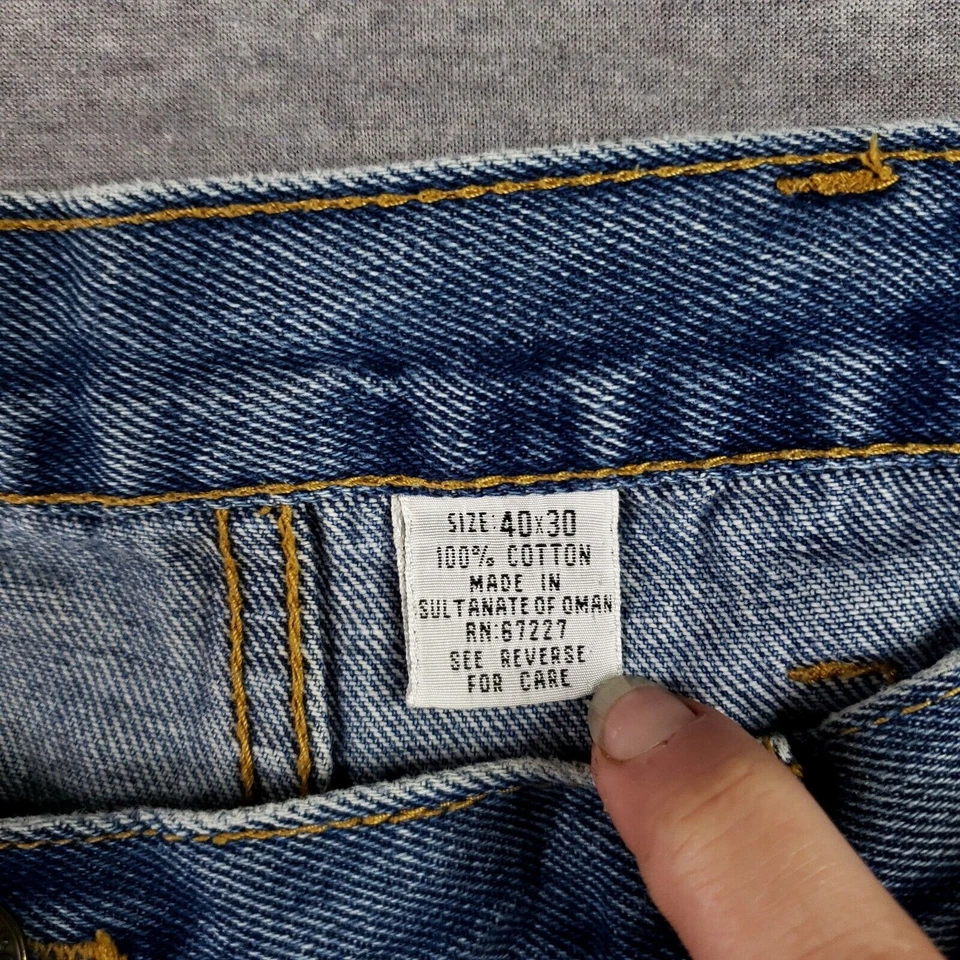 SIZE: 40x30
100% COTTON
MADE IN
SULTANATE OF OMAN
RN:67227
SEE REVERSE
FOR CARE